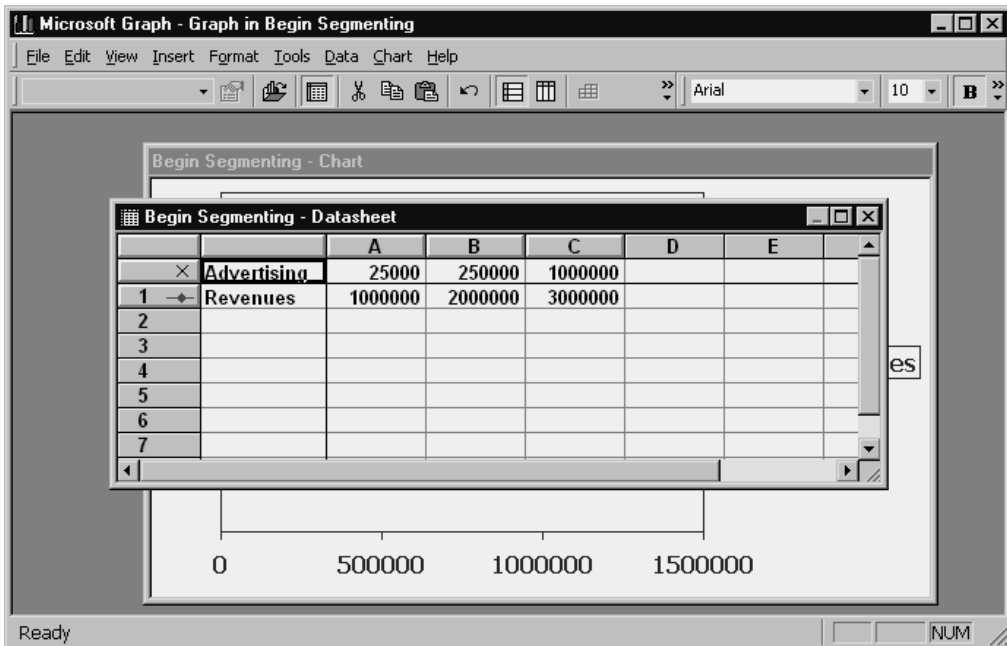 Microsoft Graph - Graph in Begin Segmenting
File Edit View Insert Format Tools Data Chart Help
Arial 10 B
Begin Segmenting - Chart
Begin Segmenting - Datasheet
A B C D E
Advertising 25000 250000 1000000
1 Revenues 1000000 2000000 3000000
2
3
4
5
6
7
es
0 500000 1000000 1500000
Ready NUM